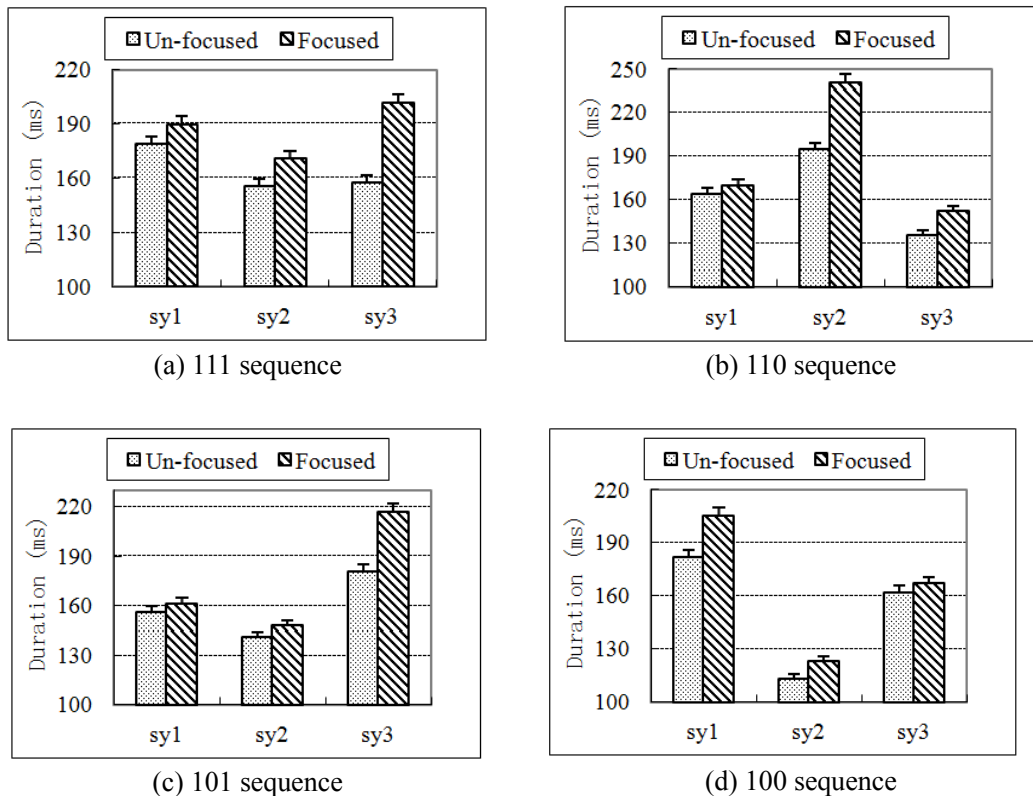 Un-focused Focused
220
190
160
130
100
Duration (ms)
sy1 sy2 sy3
(a) 111 sequence
Un-focused Focused
250
220
190
160
130
100
Duration (ms)
sy1 sy2 sy3
(b) 110 sequence
Un-focused Focused
220
190
160
130
100
Duration (ms)
sy1 sy2 sy3
(c) 101 sequence
Un-focused Focused
220
190
160
130
100
Duration (ms)
sy1 sy2 sy3
(d) 100 sequence